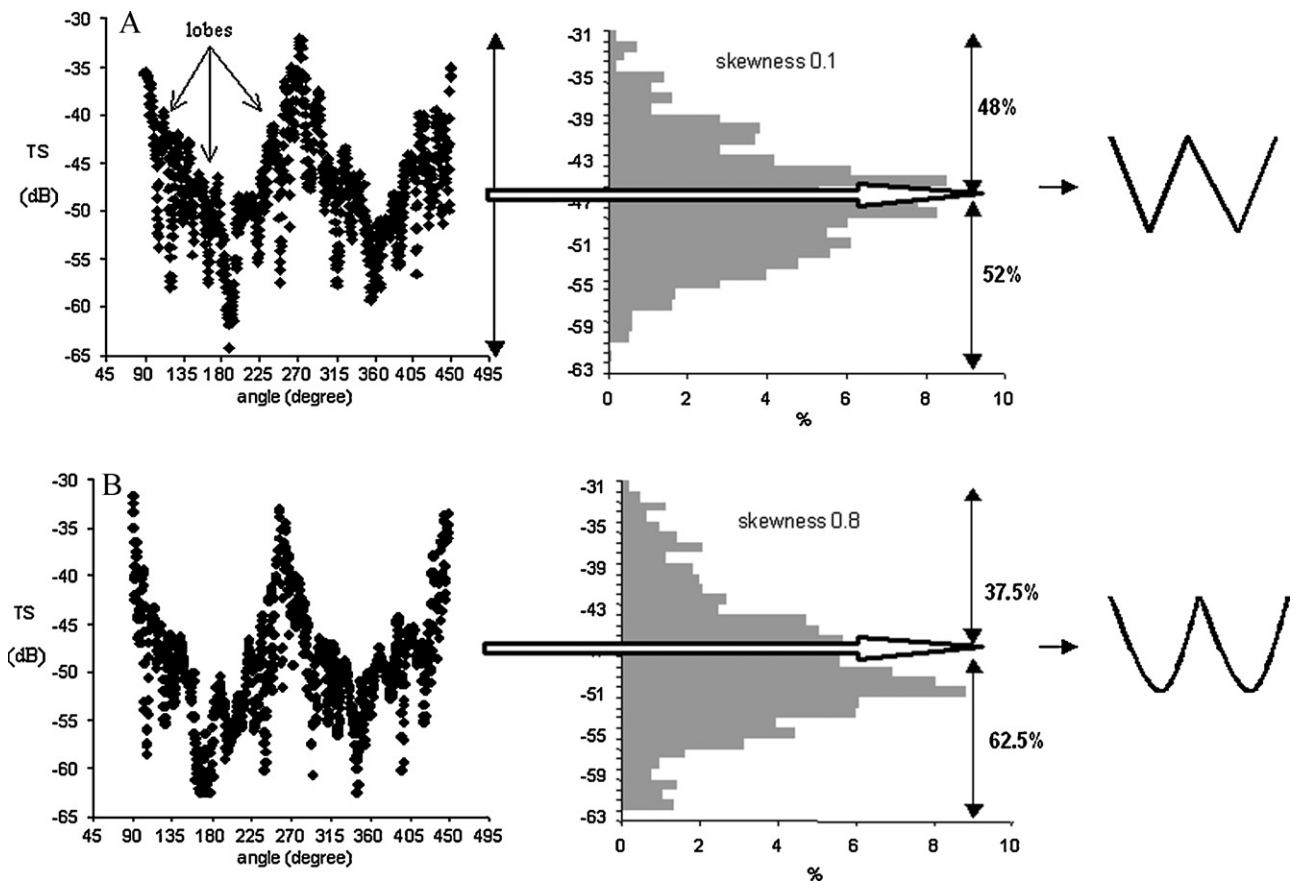 A
lobes
-30
-35
-40
TS -45
(dB) -50
-55
-60
-65
45 90 135 180 225 270 315 360 405 450 495
angle (degree)
-31
-35
-39
-43
-47
-51
-55
-59
-63
skewness 0.1
48%
52%
0 2 4 6 8 10
%
B
-30
-35
-40
TS -45
(dB) -50
-55
-60
-65
45 90 135 180 225 270 315 360 405 450 495
angle (degree)
-31
-35
-39
-43
-51
-55
-59
-63
skewness 0.8
37.5%
62.5%
0 2 4 6 8 10
%